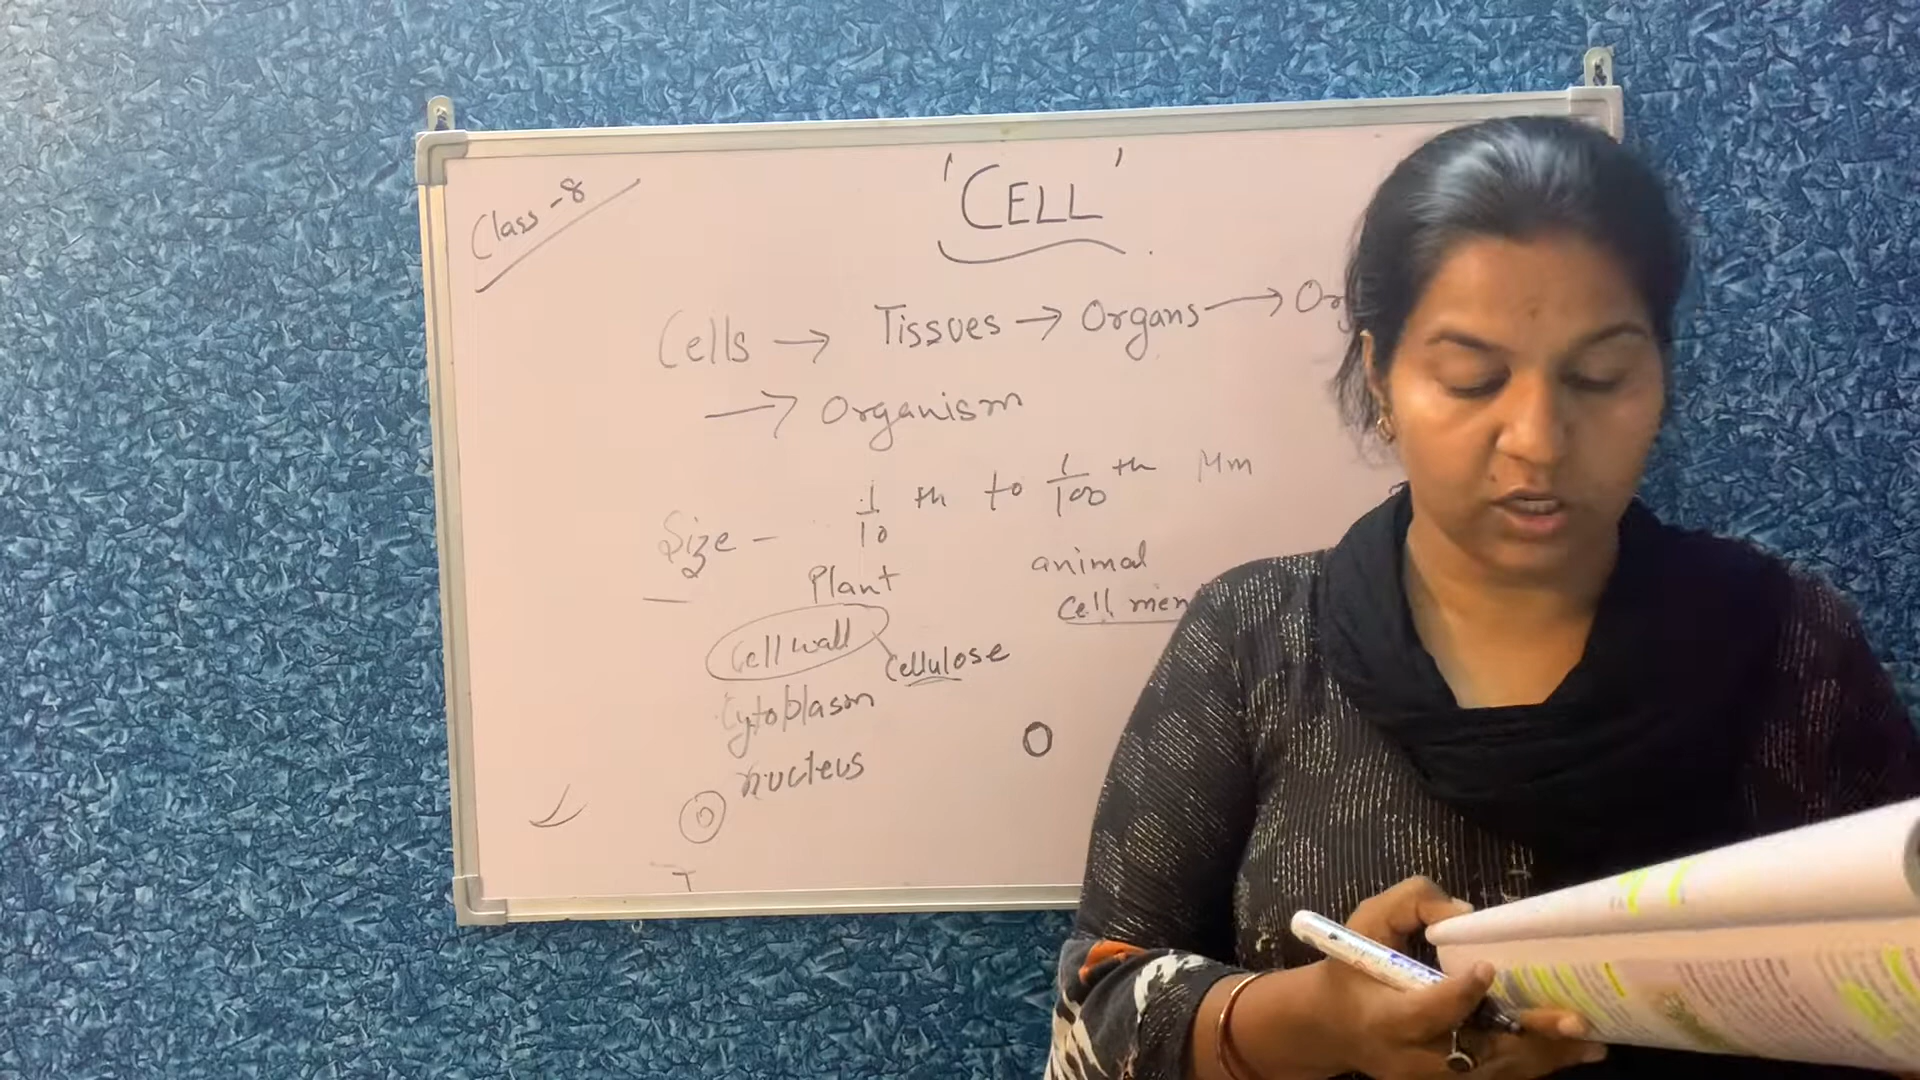 Class-8
'CELL'
Cells → Tissues → Organs → Org
→ Organism
Size - 1/10 th to 1/100 th Mm
Plant animal
Cell wall Cell mem
Cellulose
Cytoplasm
nucleus